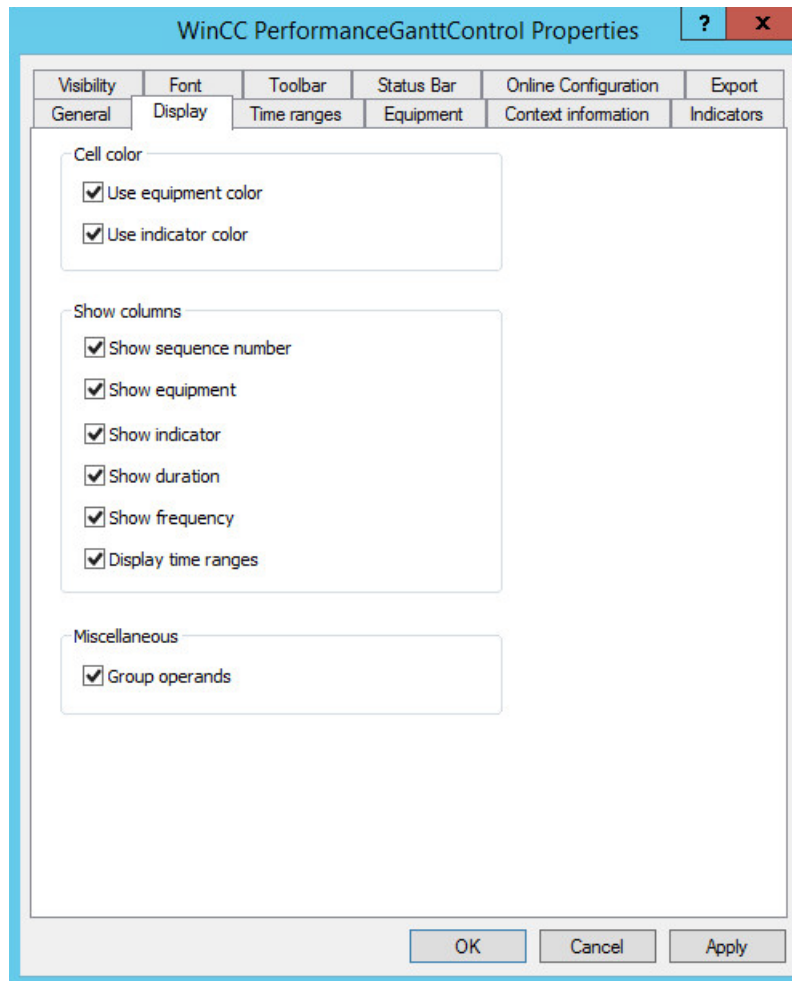 WinCC PerformanceGanttControl Properties ? x
Visibility Font Toolbar Status Bar Online Configuration Export
General Display Time ranges Equipment Context information Indicators
Cell color
Use equipment color
Use indicator color
Show columns
Show sequence number
Show equipment
Show indicator
Show duration
Show frequency
Display time ranges
Miscellaneous
Group operands
OK Cancel Apply